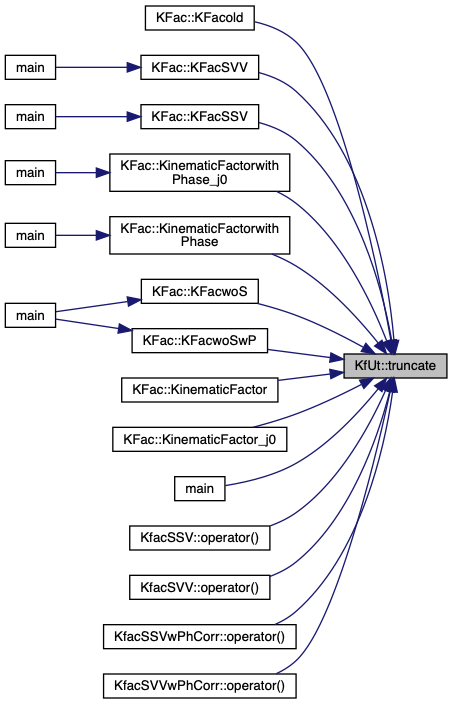 KFac::KFacold
main
KFac::KFacSVV
main
KFac::KFacSSV
main
KFac::KinematicFactorwith
Phase_j0
main
KFac::KinematicFactorwith
Phase
main
KFac::KFacwoS
KFac::KFacwoSwP
KfUt::truncate
KFac::KinematicFactor
KFac::KinematicFactor_j0
main
KfacSSV::operator()
KfacSVV::operator()
KfacSSVwPhCorr::operator()
KfacSVVwPhCorr::operator()